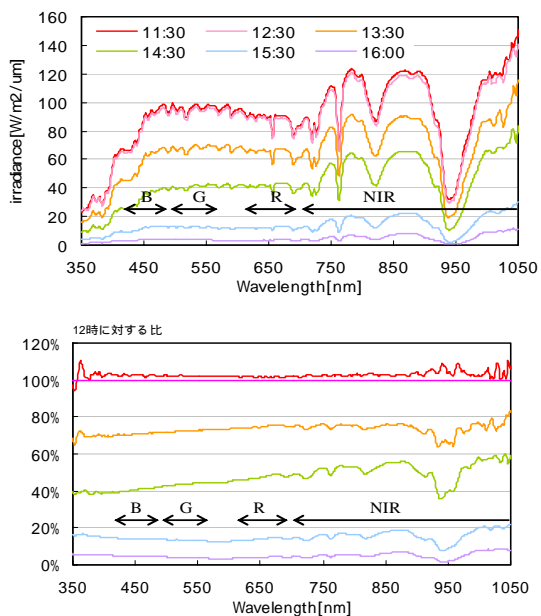 160
140
120
100
80
60
40
20
0
irradiance[W/m2/um]
11:30 12:30 13:30
14:30 15:30 16:00
B G R NIR
350 450 550 650 750 850 950 1050
Wavelength[nm]
12時に対する比
120%
100%
80%
60%
40%
20%
0%
B G R NIR
350 450 550 650 750 850 950 1050
Wavelength[nm]